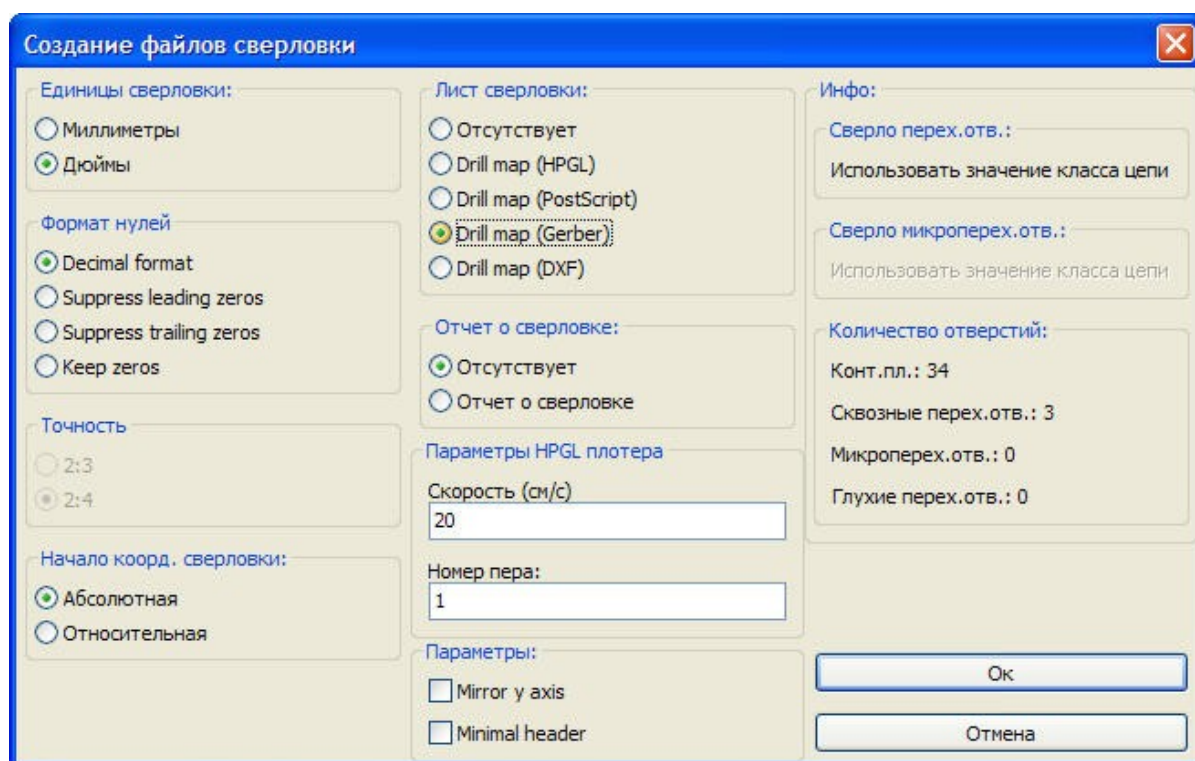 Создание файлов сверловки
Единицы сверловки:
Миллиметры
Дюймы
Формат нулей
Decimal format
Suppress leading zeros
Suppress trailing zeros
Keep zeros
Точность
2:3
2:4
Начало коорд. сверловки:
Абсолютная
Относительная
Лист сверловки:
Отсутствует
Drill map (HPGL)
Drill map (PostScript)
Drill map (Gerber)
Drill map (DXF)
Отчет о сверловке:
Отсутствует
Отчет о сверловке
Параметры HPGL плотера
Скорость (см/с)
20
Номер пера:
1
Параметры:
Mirror y axis
Minimal header
Инфо:
Сверло перех.отв.:
Использовать значение класса цепи
Сверло микроперех.отв.:
Использовать значение класса цепи
Количество отверстий:
Конт.пл.: 34
Сквозные перех.отв.: 3
Микроперех.отв.: 0
Глухие перех.отв.: 0
Ок
Отмена